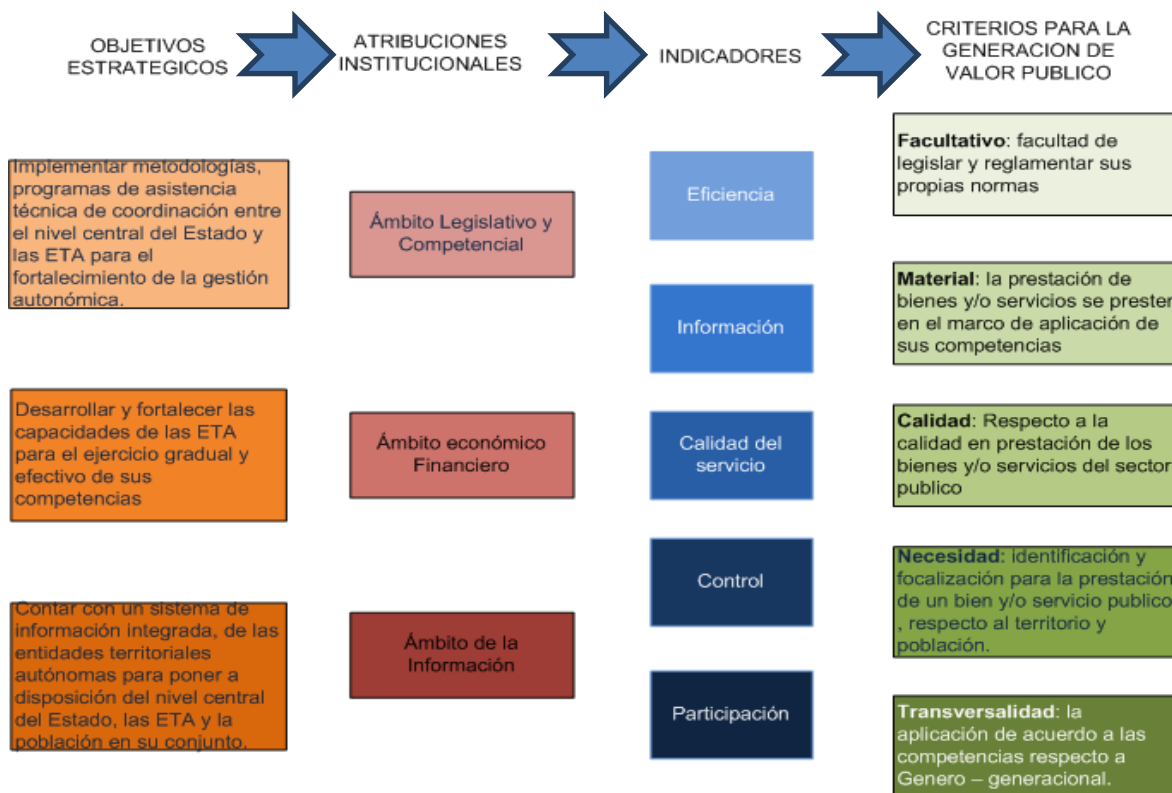 OBJETIVOS
ESTRATEGICOS
ATRIBUCIONES
INSTITUCIONALES
INDICADORES
CRITERIOS PARA LA
GENERACION DE
VALOR PUBLICO
Implementar metodologías,
programas de asistencia
técnica de coordinación entre
el nivel central del Estado y
las ETA para el
fortalecimiento de la gestión
autonómica.
Desarrollar y fortalecer las
capacidades de las ETA
para el ejercicio gradual y
efectivo de sus
competencias
Contar con un sistema de
información integrada, de las
entidades territoriales
autónomas para poner a
disposición del nivel central
del Estado, las ETA y la
población en su conjunto.
Ámbito Legislativo y
Competencial
Ámbito económico
Financiero
Ámbito de la
Información
Eficiencia
Información
Calidad del
servicio
Control
Participación
Facultativo: facultad de
legislar y reglamentar sus
propias normas
Material: la prestación de
bienes y/o servicios se presten
en el marco de aplicación de
sus competencias
Calidad: Respecto a la
calidad en prestación de los
bienes y/o servicios del sector
publico
Necesidad: identificación y
focalización para la prestación
de un bien y/o servicio publico
, respecto al territorio y
población.
Transversalidad: la
aplicación de acuerdo a las
competencias respecto a
Genero – generacional.